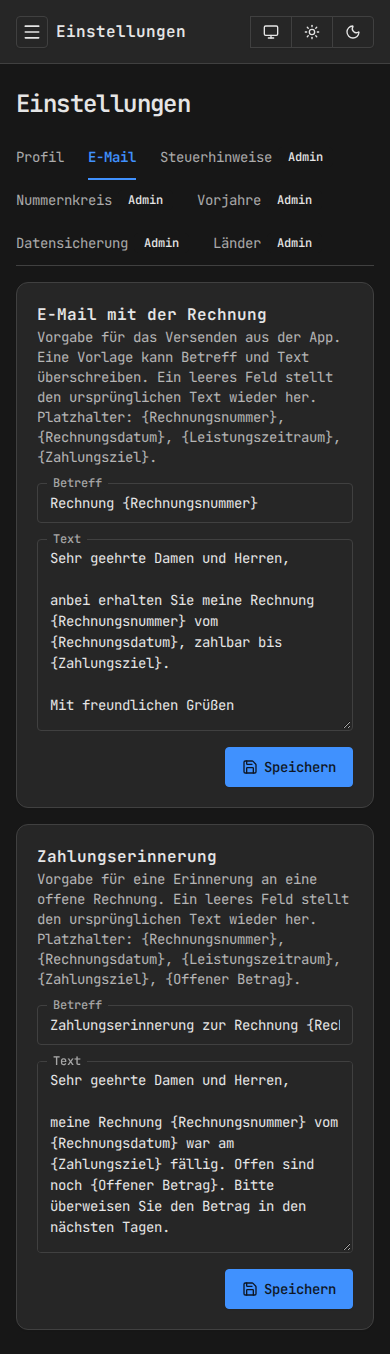 Einstellungen
Einstellungen
Profil E-Mail Steuerhinweise Admin
Nummernkreis Admin Vorjahre Admin
Datensicherung Admin Länder Admin
E-Mail mit der Rechnung
Vorgabe für das Versenden aus der App.
Eine Vorlage kann Betreff und Text
überschreiben. Ein leeres Feld stellt
den ursprünglichen Text wieder her.
Platzhalter: {Rechnungsnummer},
{Rechnungsdatum}, {Leistungszeitraum},
{Zahlungsziel}.
Betreff
Rechnung {Rechnungsnummer}
Text
Sehr geehrte Damen und Herren,
anbei erhalten Sie meine Rechnung
{Rechnungsnummer} vom
{Rechnungsdatum}, zahlbar bis
{Zahlungsziel}.
Mit freundlichen Grüßen
Speichern
Zahlungserinnerung
Vorgabe für eine Erinnerung an eine
offene Rechnung. Ein leeres Feld stellt
den ursprünglichen Text wieder her.
Platzhalter: {Rechnungsnummer},
{Rechnungsdatum}, {Leistungszeitraum},
{Zahlungsziel}, {Offener Betrag}.
Betreff
Zahlungserinnerung zur Rechnung
Text
Sehr geehrte Damen und Herren,
meine Rechnung {Rechnungsnummer} vom
{Rechnungsdatum} war am
{Zahlungsziel} fällig. Offen sind
noch {Offener Betrag}. Bitte
überweisen Sie den Betrag in den
nächsten Tagen.
Speichern